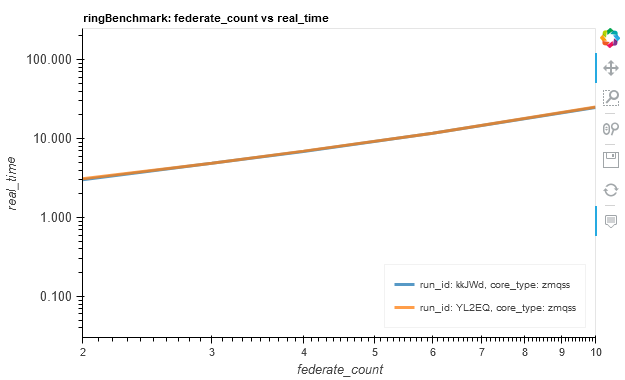 ringBenchmark: federate_count vs real_time
100.000
10.000
1.000
0.100
real_time
run_id: kkJWd, core_type: zmqss
run_id: YL2EQ, core_type: zmqss
2 3 4 5 6 7 8 9 10
federate_count